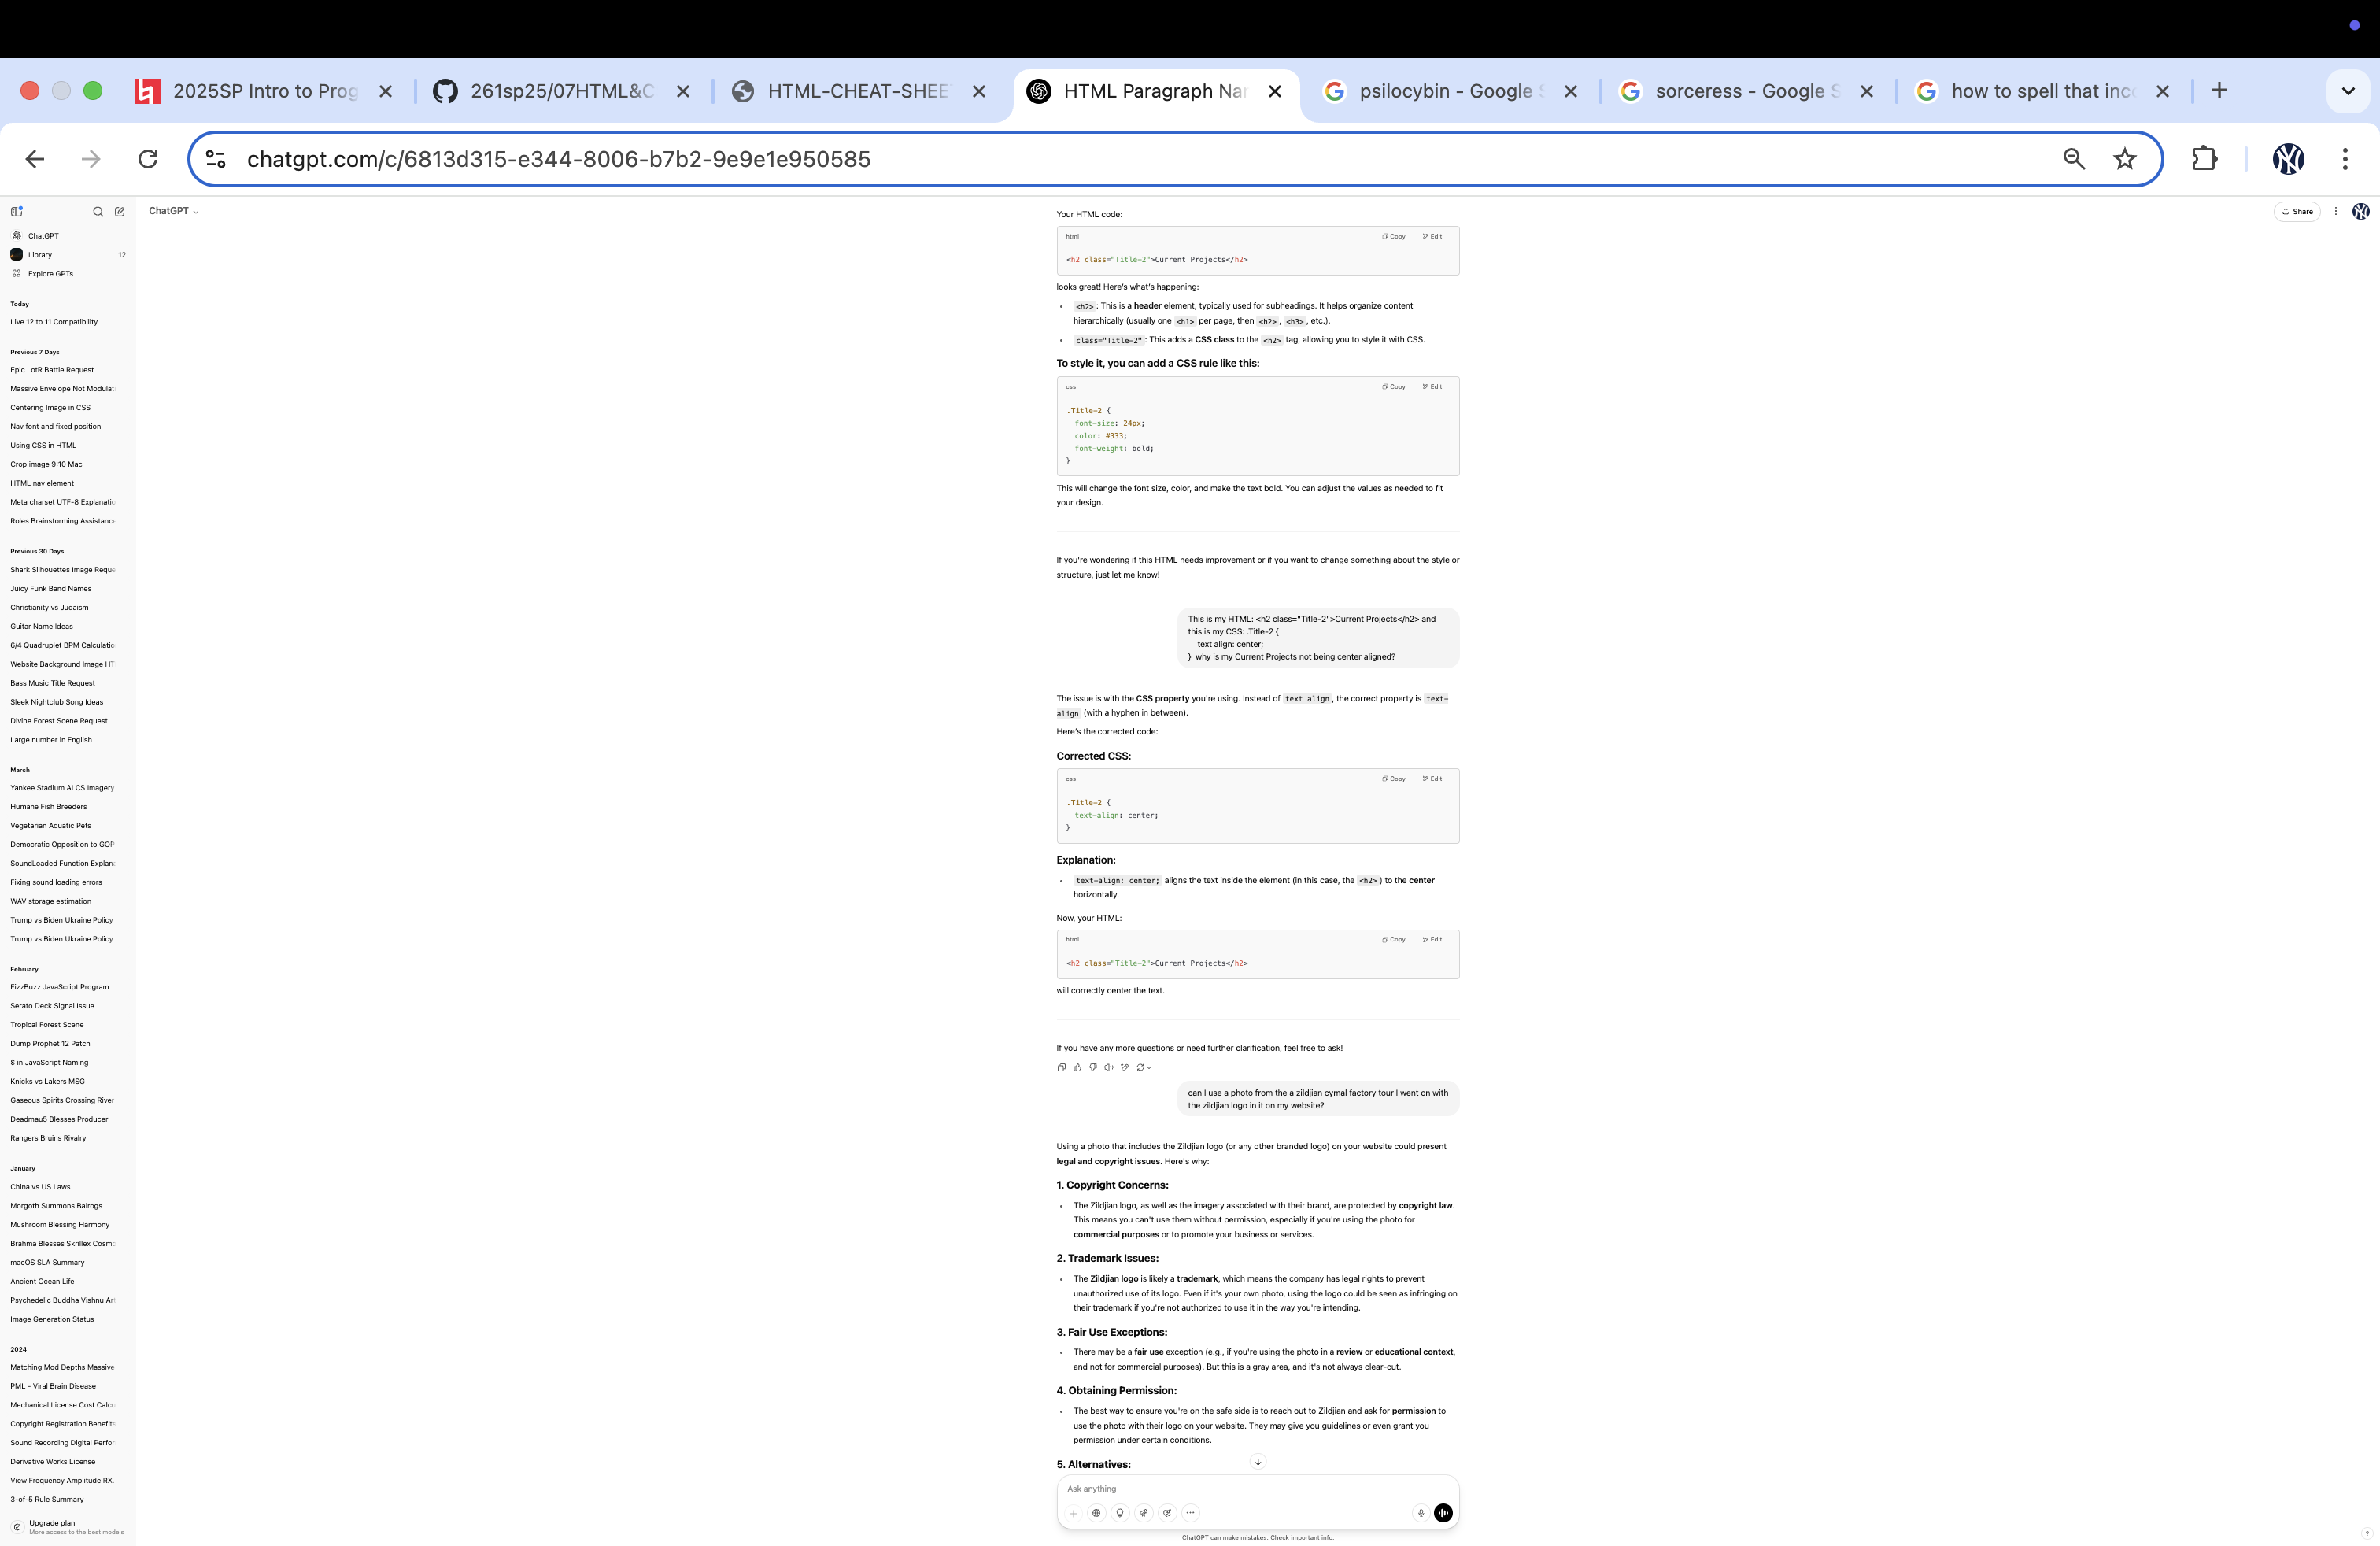 2025SP Intro to Prog
261sp25/07HTML&C
HTML-CHEAT-SHEE
HTML Paragraph Nar
psilocybin - Google S
sorceress - Google S
how to spell that inc
chatgpt.com/c/6813d315-e344-8006-b7b2-9e9e1e950585
ChatGPT
Library 12
Explore GPTs
Today
Live 12 to 11 Compatibility
Previous 7 Days
Epic LotR Battle Request
Massive Envelope Not Modulat
Centering Image in CSS
Nav font and fixed position
Using CSS in HTML
Crop image 9:10 Mac
HTML nav element
Meta charset UTF-8 Explanatio
Roles Brainstorming Assistance
Previous 30 Days
Shark Silhouettes Image Reque
Juicy Funk Band Names
Christianity vs Judaism
Guitar Name Ideas
6/4 Quadruplet BPM Calculatio
Website Background Image HT
Bass Music Title Request
Sleek Nightclub Song Ideas
Divine Forest Scene Request
Large number in English
March
Yankee Stadium ALCS Imagery
Humane Fish Breeders
Vegetarian Aquatic Pets
Democratic Opposition to GOP
SoundLoaded Function Explana
Fixing sound loading errors
WAV storage estimation
Trump vs Biden Ukraine Policy
Trump vs Biden Ukraine Policy
February
FizzBuzz JavaScript Program
Serato Deck Signal Issue
Tropical Forest Scene
Dump Prophet 12 Patch
$ in JavaScript Naming
Knicks vs Lakers MSG
Gaseous Spirits Crossing River
Deadmau5 Blesses Producer
Rangers Bruins Rivalry
January
China vs US Laws
Morgoth Summons Balrogs
Mushroom Blessing Harmony
Brahma Blesses Skrillex Cosmo
macOS SLA Summary
Ancient Ocean Life
Psychedelic Buddha Vishnu Art
Image Generation Status
2024
Matching Mod Depths Massive
PML - Viral Brain Disease
Mechanical License Cost Calcu
Copyright Registration Benefits
Sound Recording Digital Perfor
Derivative Works License
View Frequency Amplitude RX
3-of-5 Rule Summary
Upgrade plan
More access to the best models
ChatGPT
Share
Your HTML code:
html Copy Edit
<h2 class="Title-2">Current Projects</h2>
looks great! Here's what's happening:
• <h2>: This is a header element, typically used for subheadings. It helps organize content
hierarchically (usually one <h1> per page, then <h2>, <h3>, etc.).
• class="Title-2": This adds a CSS class to the <h2> tag, allowing you to style it with CSS.
To style it, you can add a CSS rule like this:
css Copy Edit
.Title-2 {
font-size: 24px;
color: #333;
font-weight: bold;
}
This will change the font size, color, and make the text bold. You can adjust the values as needed to fit
your design.
If you're wondering if this HTML needs improvement or if you want to change something about the style or
structure, just let me know!
This is my HTML: <h2 class="Title-2">Current Projects</h2> and
this is my CSS: .Title-2 {
text align: center;
} why is my Current Projects not being center aligned?
The issue is with the CSS property you're using. Instead of text align, the correct property is text-
align (with a hyphen in between).
Here's the corrected code:
Corrected CSS:
css Copy Edit
.Title-2 {
text-align: center;
}
Explanation:
• text-align: center; aligns the text inside the element (in this case, the <h2>) to the center
horizontally.
Now, your HTML:
html Copy Edit
<h2 class="Title-2">Current Projects</h2>
will correctly center the text.
If you have any more questions or need further clarification, feel free to ask!
can I use a photo from the a zildjian cymal factory tour I went on with
the zildjian logo in it on my website?
Using a photo that includes the Zildjian logo (or any other branded logo) on your website could present
legal and copyright issues. Here's why:
1. Copyright Concerns:
• The Zildjian logo, as well as the imagery associated with their brand, are protected by copyright law.
This means you can't use them without permission, especially if you're using the photo for
commercial purposes or to promote your business or services.
2. Trademark Issues:
• The Zildjian logo is likely a trademark, which means the company has legal rights to prevent
unauthorized use of its logo. Even if it's your own photo, using the logo could be seen as infringing on
their trademark if you're not authorized to use it in the way you're intending.
3. Fair Use Exceptions:
• There may be a fair use exception (e.g., if you're using the photo in a review or educational context,
and not for commercial purposes). But this is a gray area, and it's not always clear-cut.
4. Obtaining Permission:
• The best way to ensure you're on the safe side is to reach out to Zildjian and ask for permission to
use the photo with their logo on your website. They may give you guidelines or even grant you
permission under certain conditions.
5. Alternatives:
Ask anything
ChatGPT can make mistakes. Check important info.
?